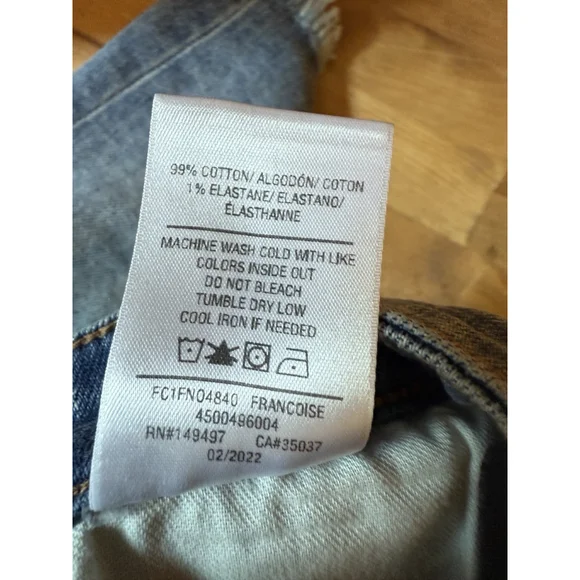 99% COTTON/ ALGODÓN/ COTON
1% ELASTANE/ ELASTANO/
ÉLASTHANNE
MACHINE WASH COLD WITH LIKE
COLORS INSIDE OUT
DO NOT BLEACH
TUMBLE DRY LOW
COOL IRON IF NEEDED
FC1FN04840 FRANCOISE
4500496004
RN#149497 CA#35037
02/2022